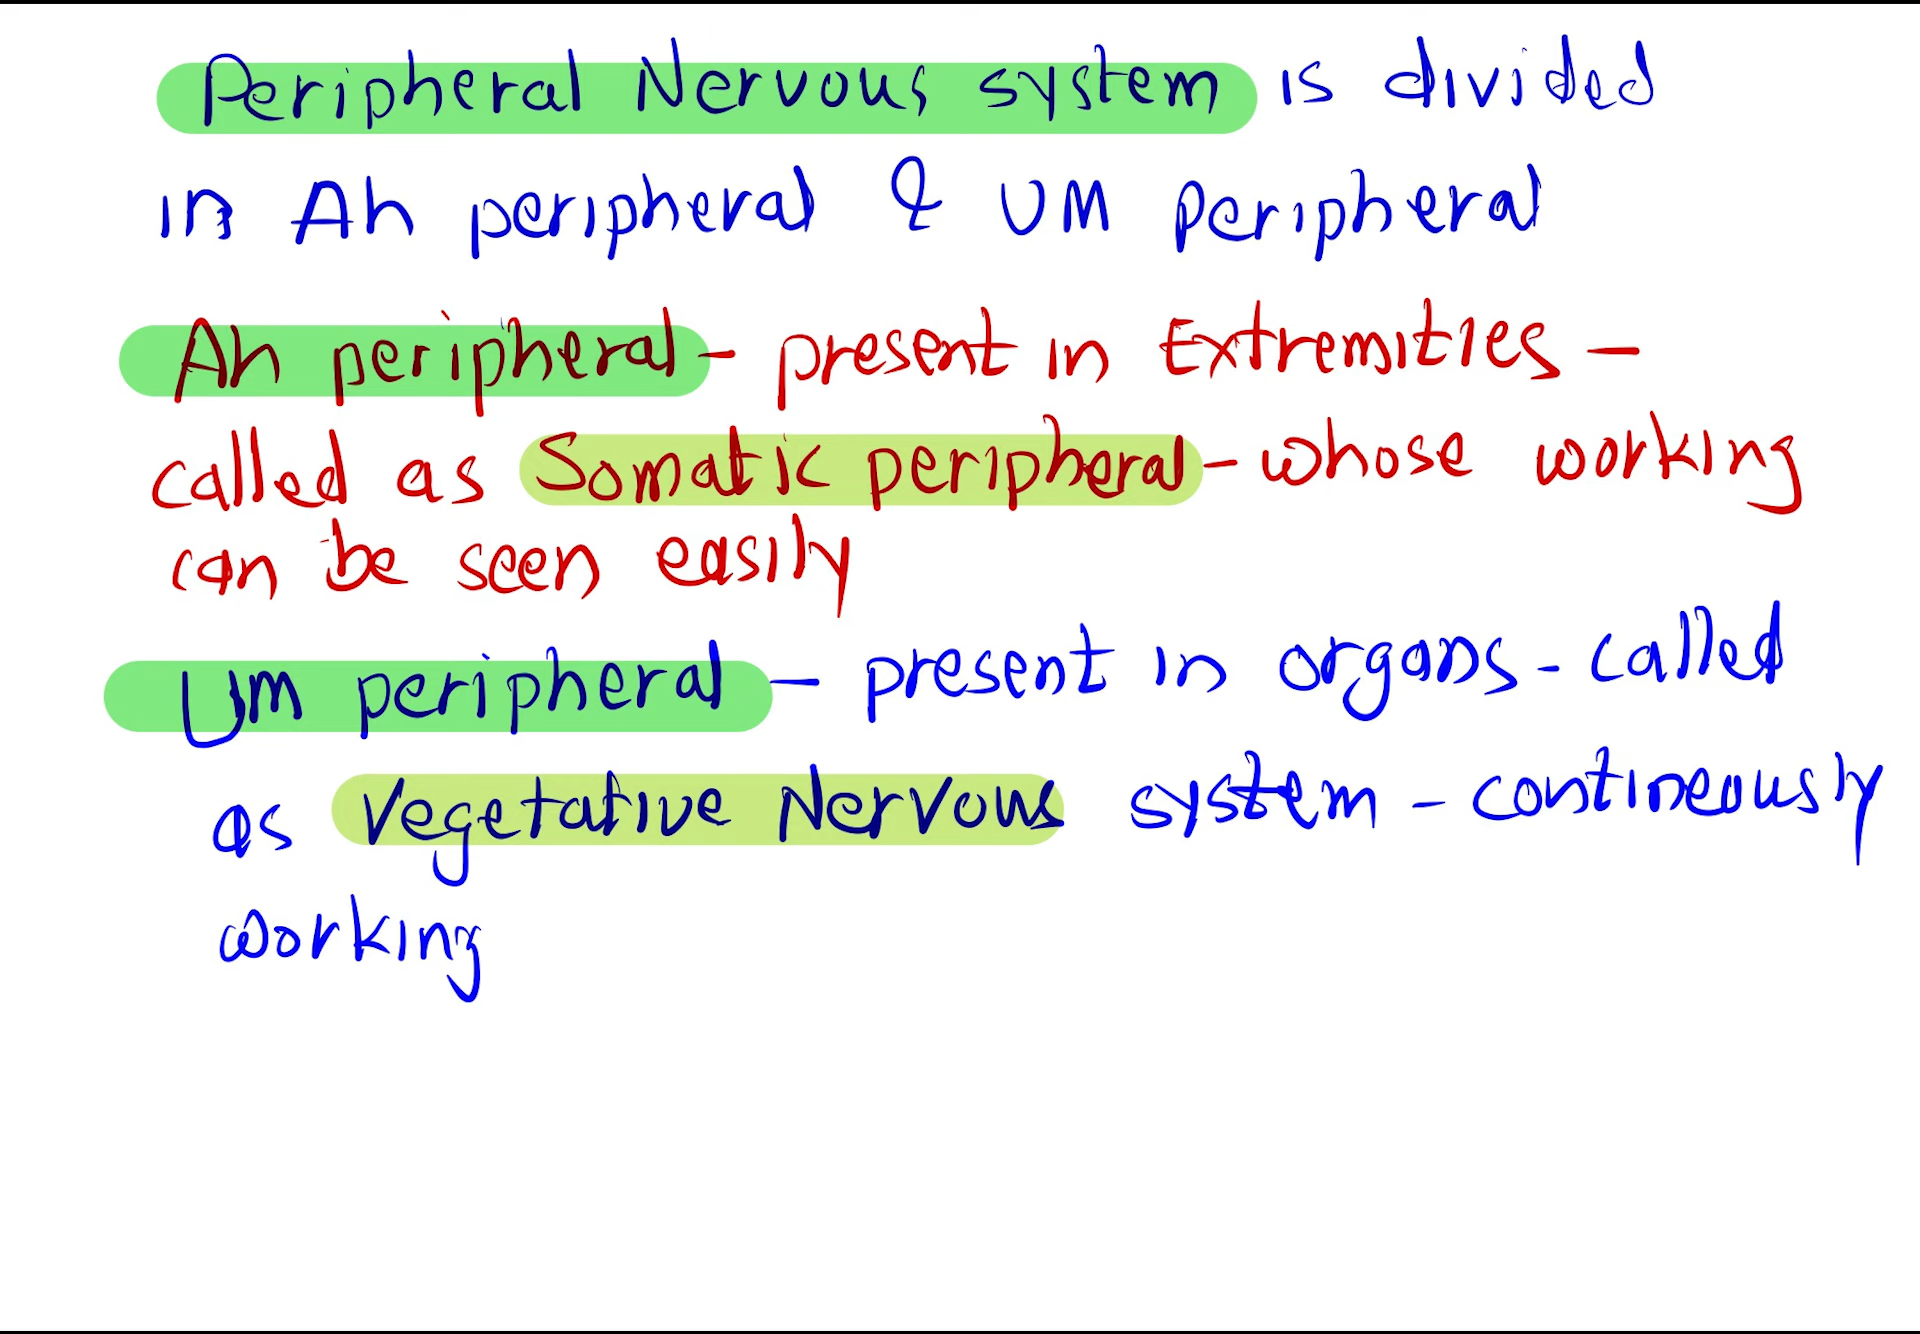 Peripheral Nervous system is divided
in Ah peripheral & UM peripheral
Ah peripheral - present in Extremities -
called as Somatic peripheral - whose working
can be seen easily
Um peripheral - present in organs - called
as Vegetative Nervous system - contineously
working